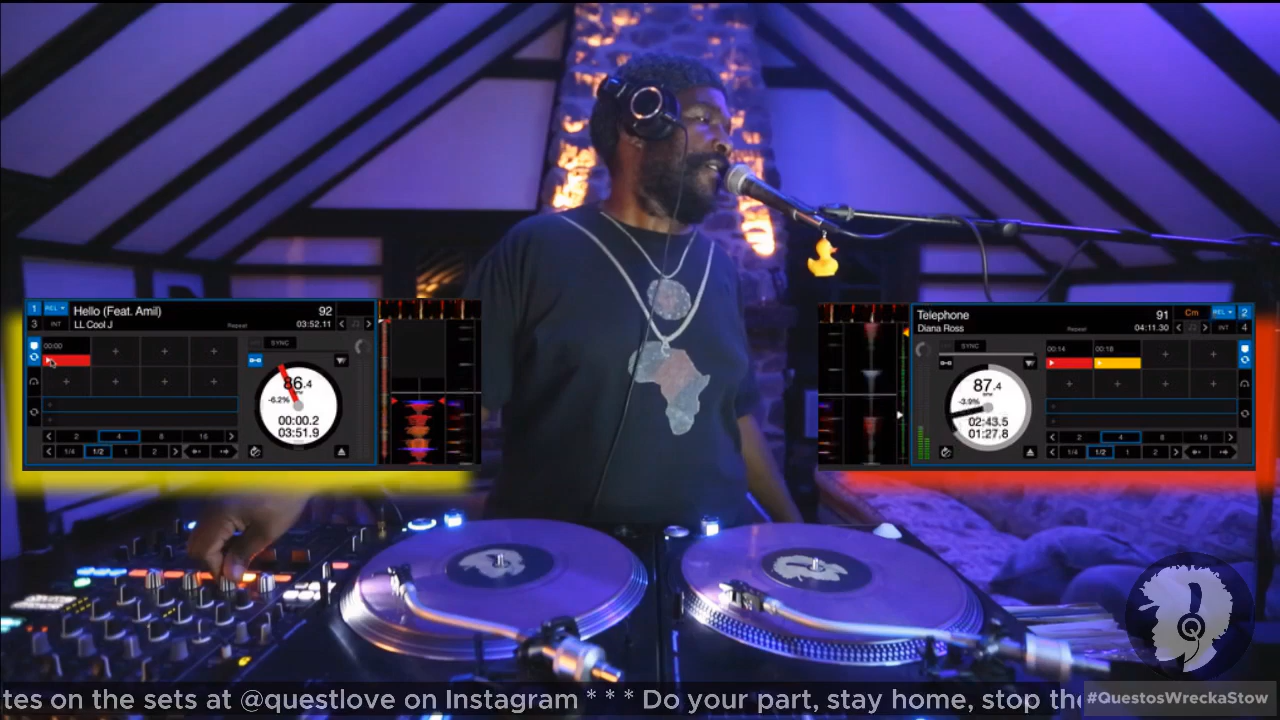 1 REL Hello (Feat. Amil) 92
3 INT LL Cool J Repeat 03:52.11
SYNC
00:00
86.4
BPM
-6.2%
00:00.2
03:51.9
2 4 8 16
1/4 1/2 1 2
Telephone 91 Cm REL 2
Diana Ross Repeat 04:11.30 INT 4
SYNC
00:14 00:18
87.4
BPM
-3.9%
02:43.5
01:27.8
2 4 8 16
1/4 1/2 1 2
Q
tes on the sets at @questlove on Instagram * * * Do your part, stay home, stop the
#QuestosWreckaStow